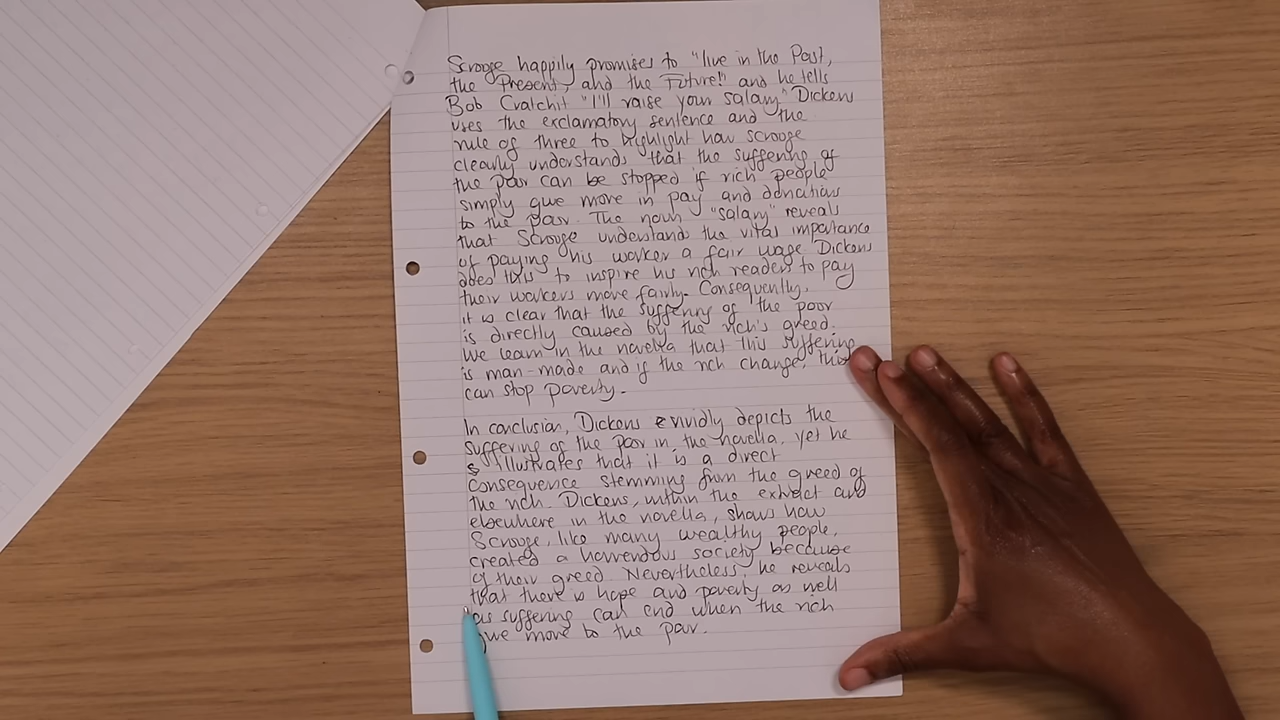 Scrooge happily promises to "live in the Past,
the Present, and the Future!" and he tells
Bob Cratchit "I'll raise your salary." Dickens
uses the exclamatory sentence and the
rule of three to highlight how scrooge
clearly understands that the suffering of
the poor can be stopped if rich people
simply give more in pay and donations
to the poor. The noun "salary" reveals
that Scrooge understands the vital importance
of paying his worker a fair wage Dickens
does this to inspire his rich readers to pay
their workers more fairly. Consequently,
it is clear that the suffering of the poor
is directly caused by the rich's greed.
We learn in the novella that this suffering
is man-made and if the rich change, this
can stop poverty.
In conclusion, Dickens vividly depicts the
suffering of the poor in the novella, yet he
illustrates that it is a direct
consequence stemming from the greed of
the rich. Dickens, within the extract and
elsewhere in the novella, shows how
Scrooge, like many wealthy people,
created a horrendous society because
of their greed. Nevertheless, he reveals
that there is hope and poverty as well
as suffering can end when the rich
give more to the poor.